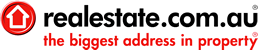 realestate.com.au®
the biggest address in property®